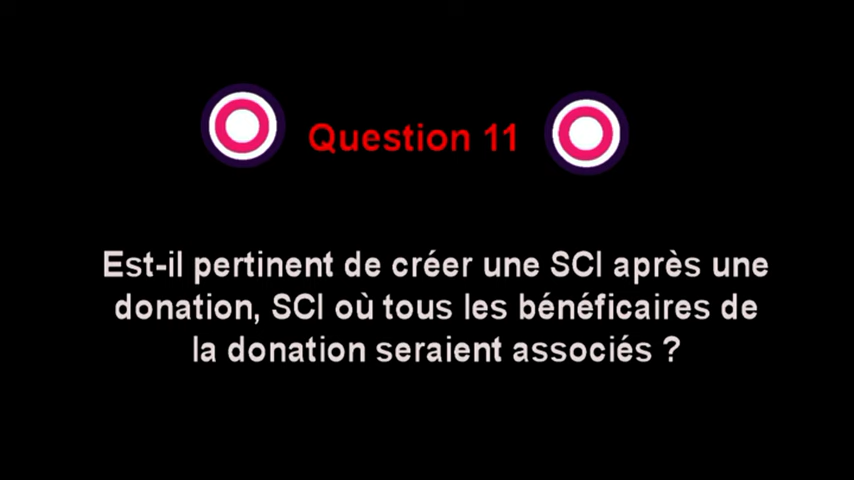 Question 11
Est-il pertinent de créer une SCI après une
donation, SCI où tous les bénéficaires de
la donation seraient associés ?